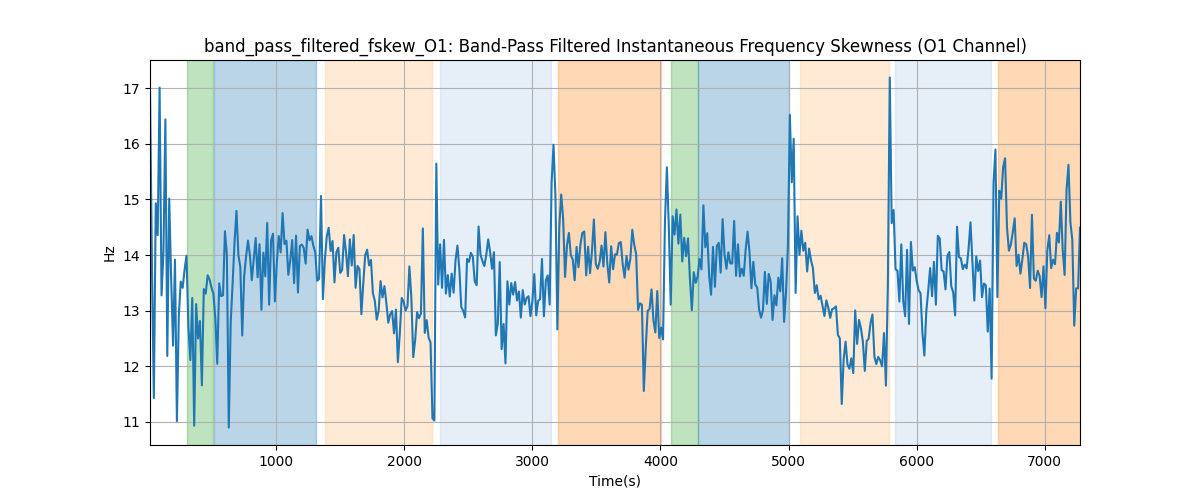 band_pass_filtered_fskew_O1: Band-Pass Filtered Instantaneous Frequency Skewness (O1 Channel)
17
16
15
14
13
12
11
Hz
1000 2000 3000 4000 5000 6000 7000
Time(s)